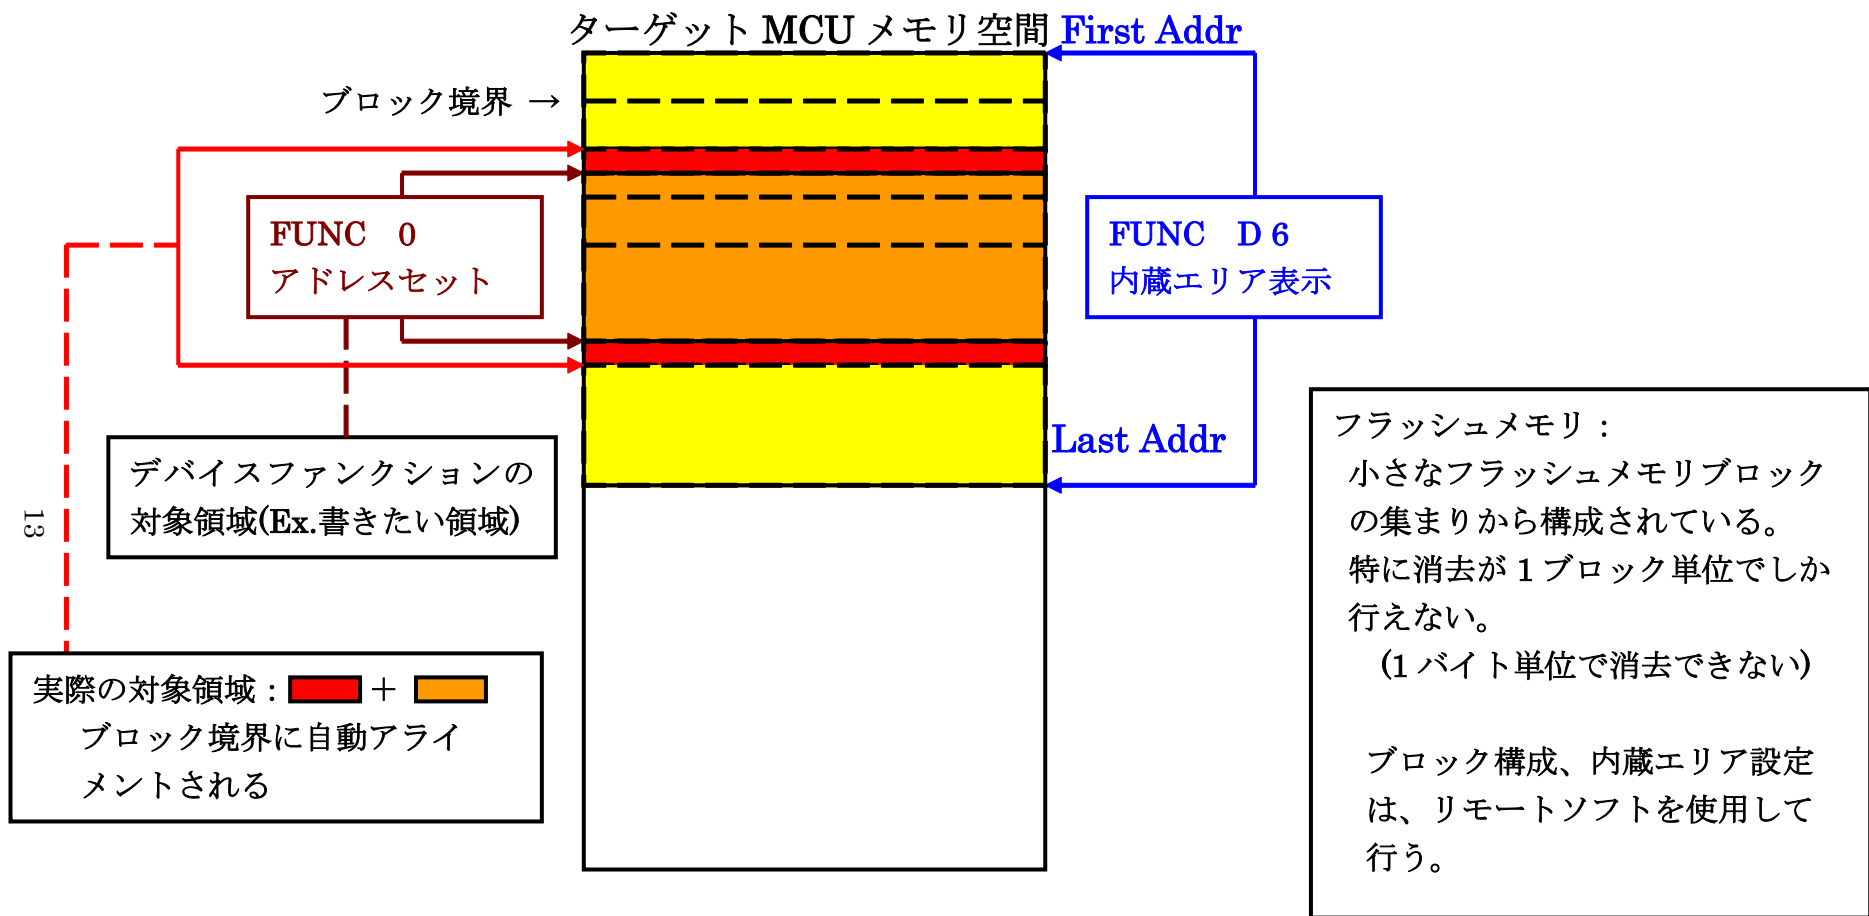 ターゲット MCU メモリ空間 First Addr
ブロック境界 →
FUNC 0
アドレスセット
FUNC D 6
内蔵エリア表示
Last Addr
デバイスファンクションの
対象領域(Ex.書きたい領域)
13
実際の対象領域 : +
ブロック境界に自動アライ
メントされる
フラッシュメモリ :
小さなフラッシュメモリブロック
の集まりから構成されている。
特に消去が 1 ブロック単位でしか
行えない。
(1 バイト単位で消去できない)
ブロック構成、内蔵エリア設定
は、リモートソフトを使用して
行う。